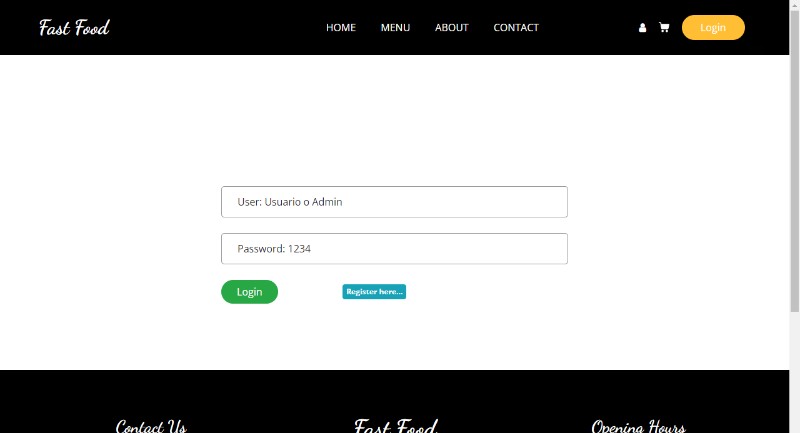 Fast Food
HOME MENU ABOUT CONTACT
Login
User: Usuario o Admin
Password: 1234
Login
Register here...
Contact Us
Fast Food
Opening Hours